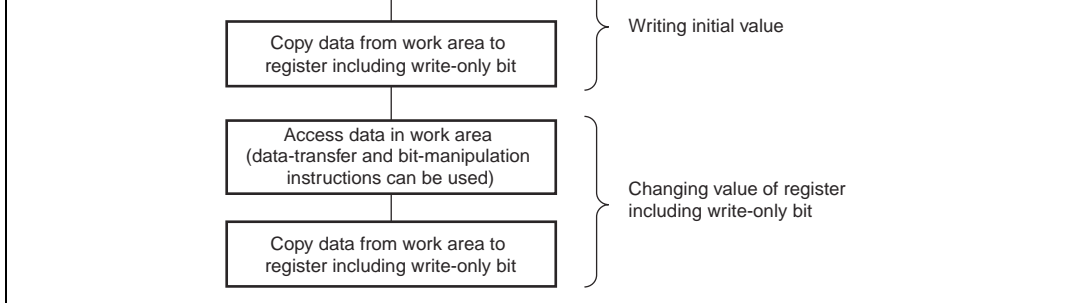 Writing initial value
Copy data from work area to
register including write-only bit
Access data in work area
(data-transfer and bit-manipulation
instructions can be used)
Changing value of register
including write-only bit
Copy data from work area to
register including write-only bit